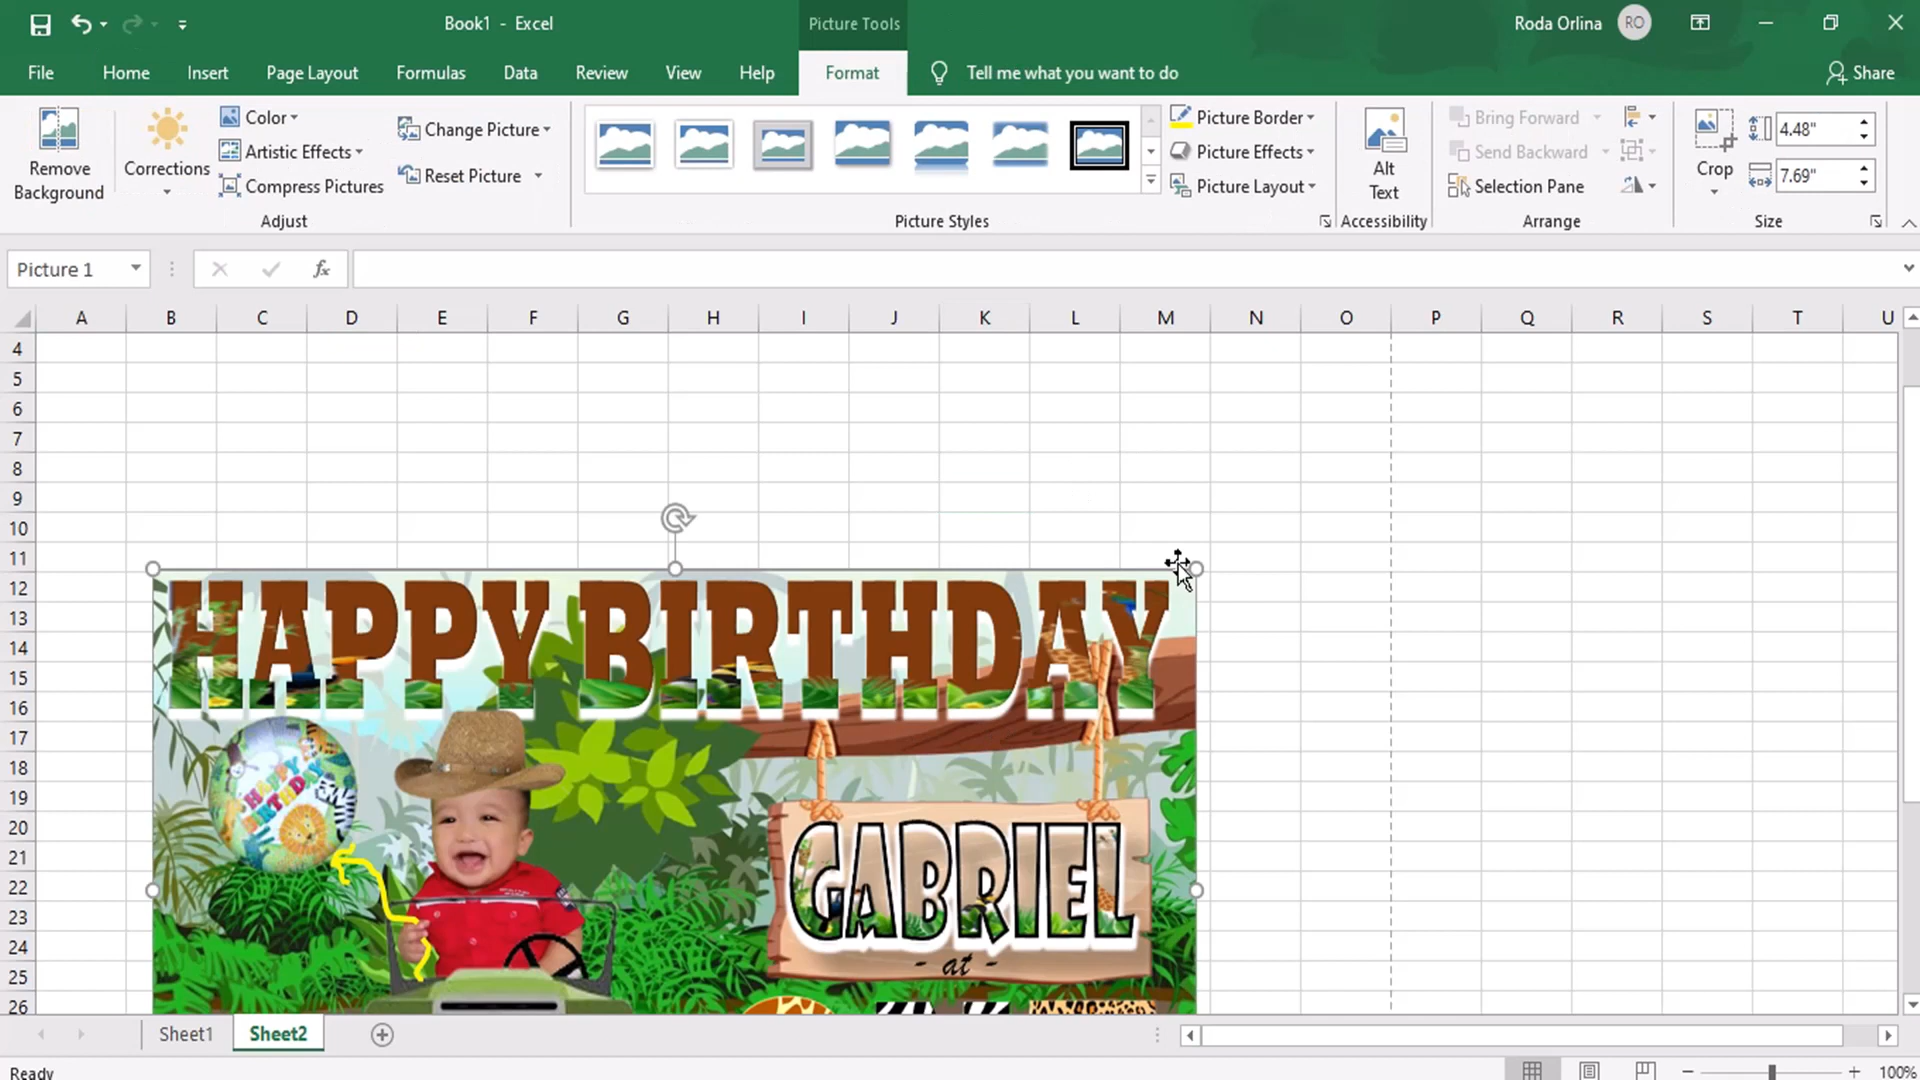 Book1 - Excel
Picture Tools
Roda Orlina
RO
File
Home
Insert
Page Layout
Formulas
Data
Review
View
Help
Format
Tell me what you want to do
Share
Remove
Background
Corrections
Color
Artistic Effects
Compress Pictures
Change Picture
Reset Picture
Adjust
Picture Styles
Picture Border
Picture Effects
Picture Layout
Alt
Text
Accessibility
Bring Forward
Send Backward
Selection Pane
Arrange
Crop
4.48"
7.69"
Size
Picture 1
fx
A B C D E F G H I J K L M N O P Q R S T U
4
5
6
7
8
9
10
11
12
13
14
15
16
17
18
19
20
21
22
23
24
25
26
HAPPY BIRTHDAY
HAPPY
BIRTHDAY
GABRIEL
- at -
Sheet1
Sheet2
Ready
100%